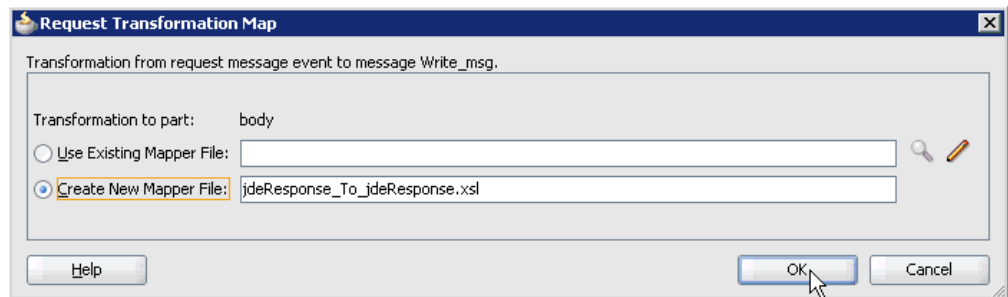 Request Transformation Map
Transformation from request message event to message Write_msg.
Transformation to part: body
Use Existing Mapper File:
Create New Mapper File: jdeResponse_To_jdeResponse.xsl
Help OK Cancel